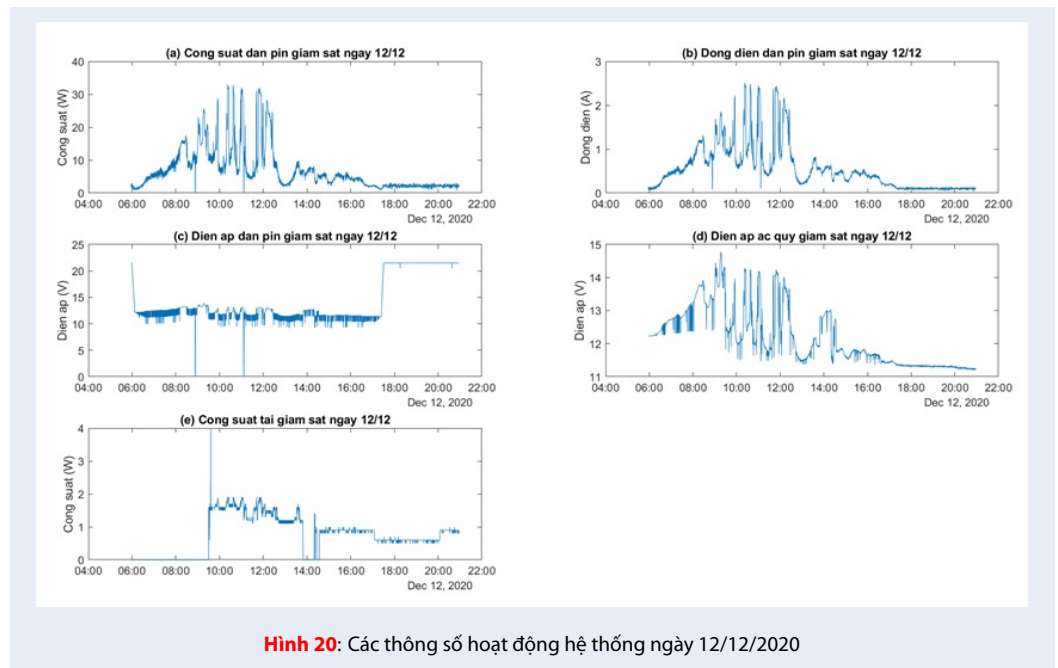 (a) Cong suat dan pin giam sat ngay 12/12
Cong suat (W)
40
30
20
10
0
04:00 06:00 08:00 10:00 12:00 14:00 16:00 18:00 20:00 22:00
Dec 12, 2020
(b) Dong dien dan pin giam sat ngay 12/12
Dong dien (A)
3
2
1
0
04:00 06:00 08:00 10:00 12:00 14:00 16:00 18:00 20:00 22:00
Dec 12, 2020
(c) Dien ap dan pin giam sat ngay 12/12
Dien ap (V)
25
20
15
10
5
0
04:00 06:00 08:00 10:00 12:00 14:00 16:00 18:00 20:00 22:00
Dec 12, 2020
(d) Dien ap ac quy giam sat ngay 12/12
Dien ap (V)
15
14
13
12
11
04:00 06:00 08:00 10:00 12:00 14:00 16:00 18:00 20:00 22:00
Dec 12, 2020
(e) Cong suat tai giam sat ngay 12/12
Cong suat (W)
4
3
2
1
0
04:00 06:00 08:00 10:00 12:00 14:00 16:00 18:00 20:00 22:00
Dec 12, 2020
Hình 20: Các thông số hoạt động hệ thống ngày 12/12/2020